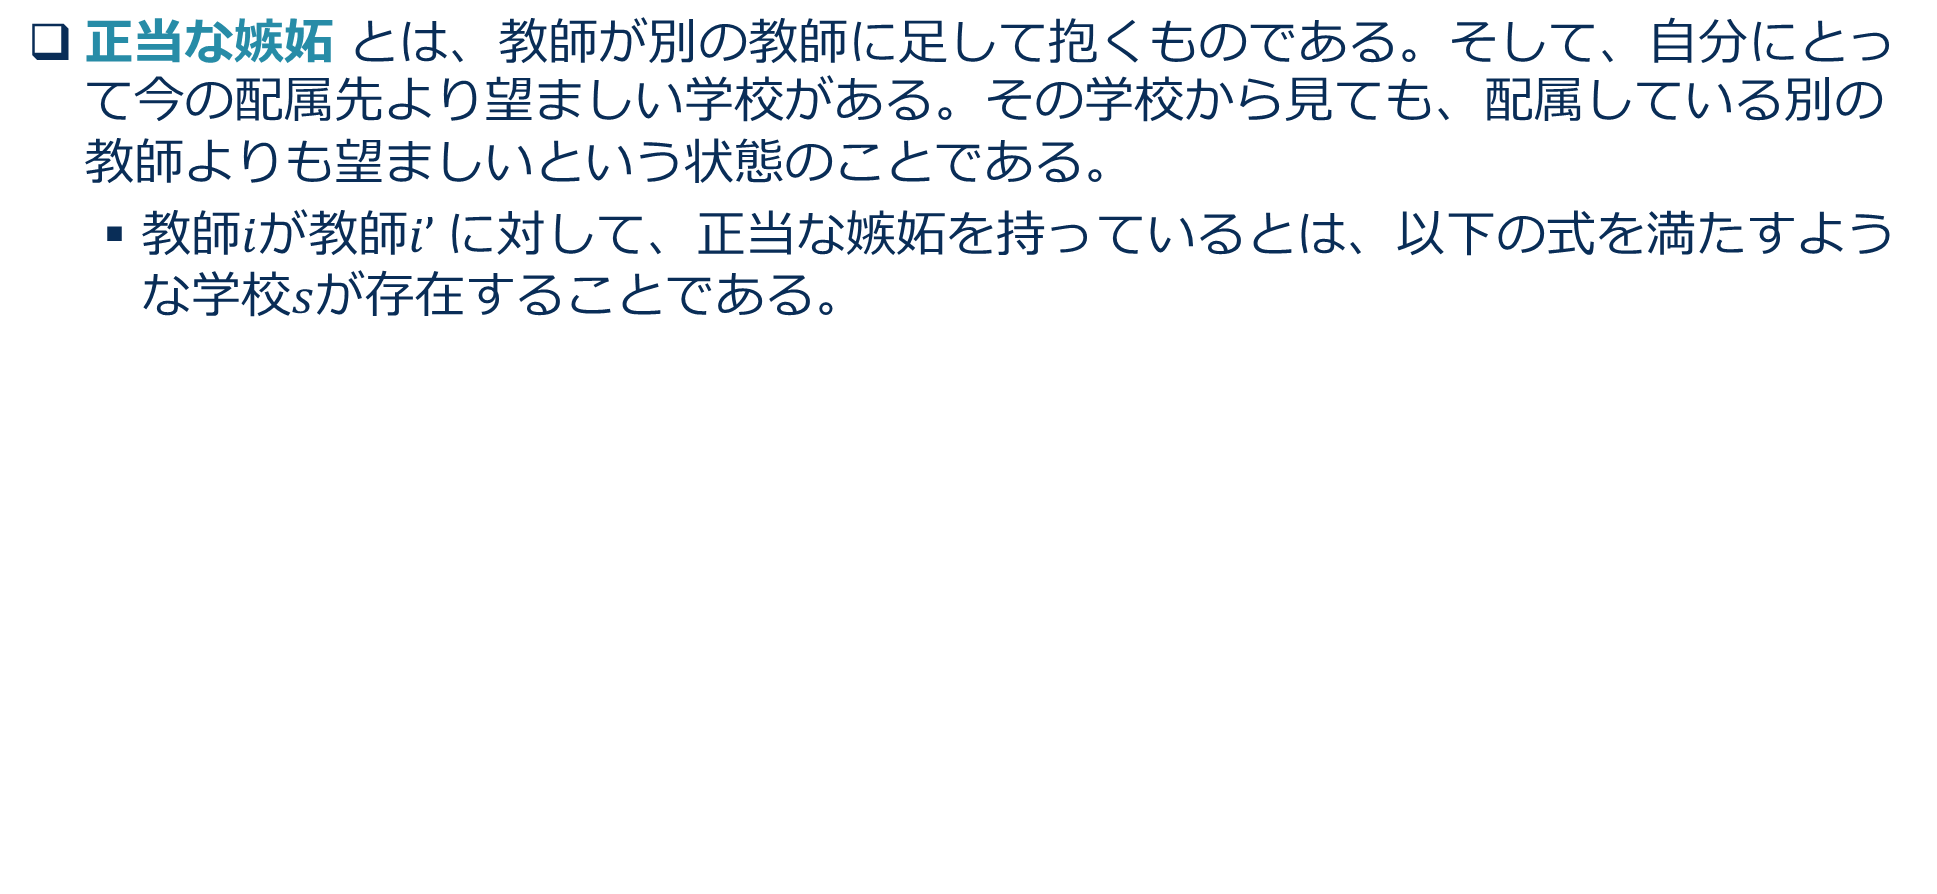 ❑ 正当な嫉妬 とは、教師が別の教師に足して抱くものである。そして、自分にとっ
て今の配属先より望ましい学校がある。その学校から見ても、配属している別の
教師よりも望ましいという状態のことである。
▪ 教師iが教師i’ に対して、正当な嫉妬を持っているとは、以下の式を満たすよう
な学校sが存在することである。